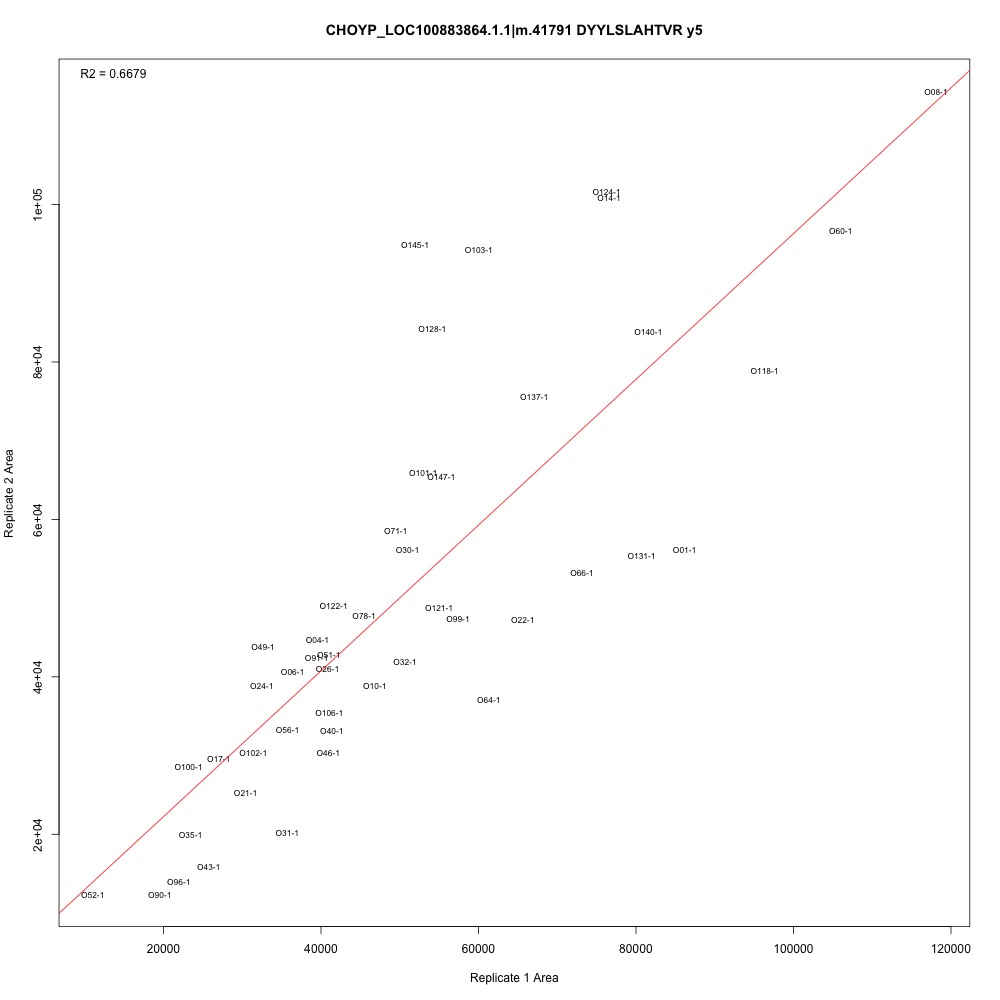 CHOYP_LOC100883864.1.1|m.41791 DYYLSLAHTVR y5
R2 = 0.6679
O08-1
O124-1
O14-1
O60-1
O145-1
O103-1
O128-1
O140-1
O118-1
O137-1
O101-1
O147-1
O71-1
O30-1
O01-1
O131-1
O66-1
O122-1
O121-1
O78-1
O99-1
O22-1
O04-1
O49-1
O51-1
O91-1
O32-1
O26-1
O06-1
O24-1
O10-1
O64-1
O106-1
O56-1
O40-1
O102-1
O46-1
O17-1
O100-1
O21-1
O35-1
O31-1
O43-1
O96-1
O52-1
O90-1
1e+05
8e+04
6e+04
4e+04
2e+04
Replicate 2 Area
20000 40000 60000 80000 100000 120000
Replicate 1 Area